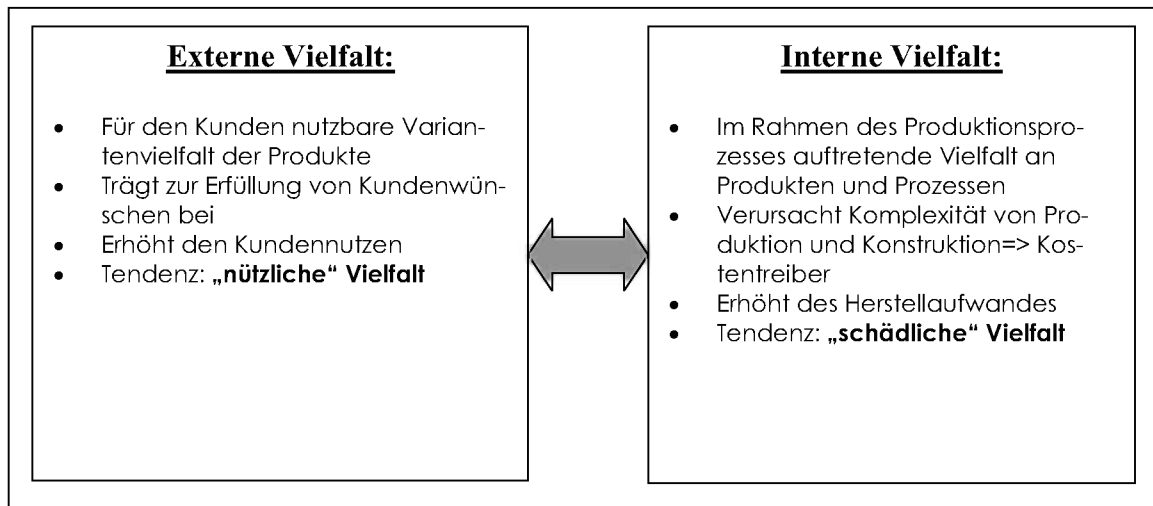 Externe Vielfalt:
• Für den Kunden nutzbare Varian-
tenvielfalt der Produkte
• Trägt zur Erfüllung von Kundenwün-
schen bei
• Erhöht den Kundennutzen
• Tendenz: „nützliche“ Vielfalt
Interne Vielfalt:
• Im Rahmen des Produktionspro-
zesses auftretende Vielfalt an
Produkten und Prozessen
• Verursacht Komplexität von Pro-
duktion und Konstruktion=> Kos-
tentreiber
• Erhöht des Herstellaufwandes
• Tendenz: „schädliche“ Vielfalt